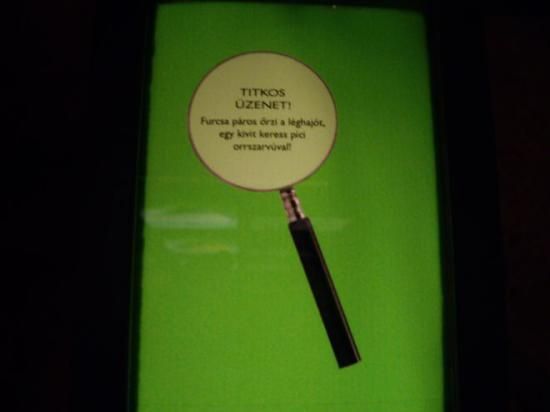 TITKOS
ÜZENET!
Furcsa páros őrzi a léghajót,
egy kivit keress pici
orrszarvúval!